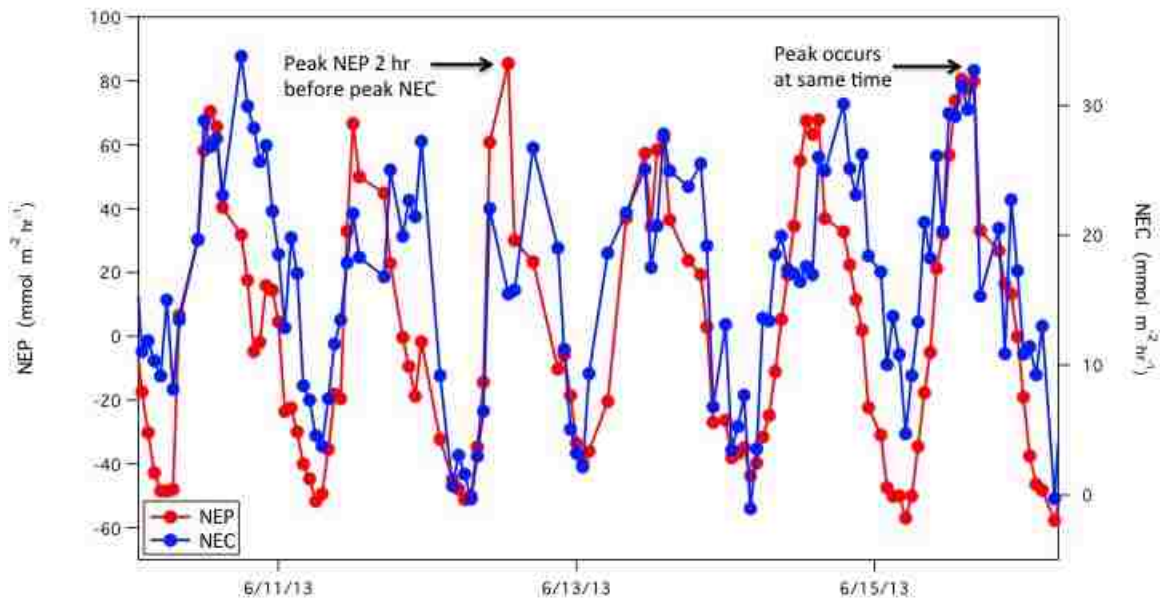 100
80
60
40
20
0
-20
-40
-60
NEP (mmol m⁻² hr⁻¹)
Peak NEP 2 hr
before peak NEC
Peak occurs
at same time
30
20
10
0
NEC (mmol m⁻² hr⁻¹)
NEP
NEC
6/11/13
6/13/13
6/15/13